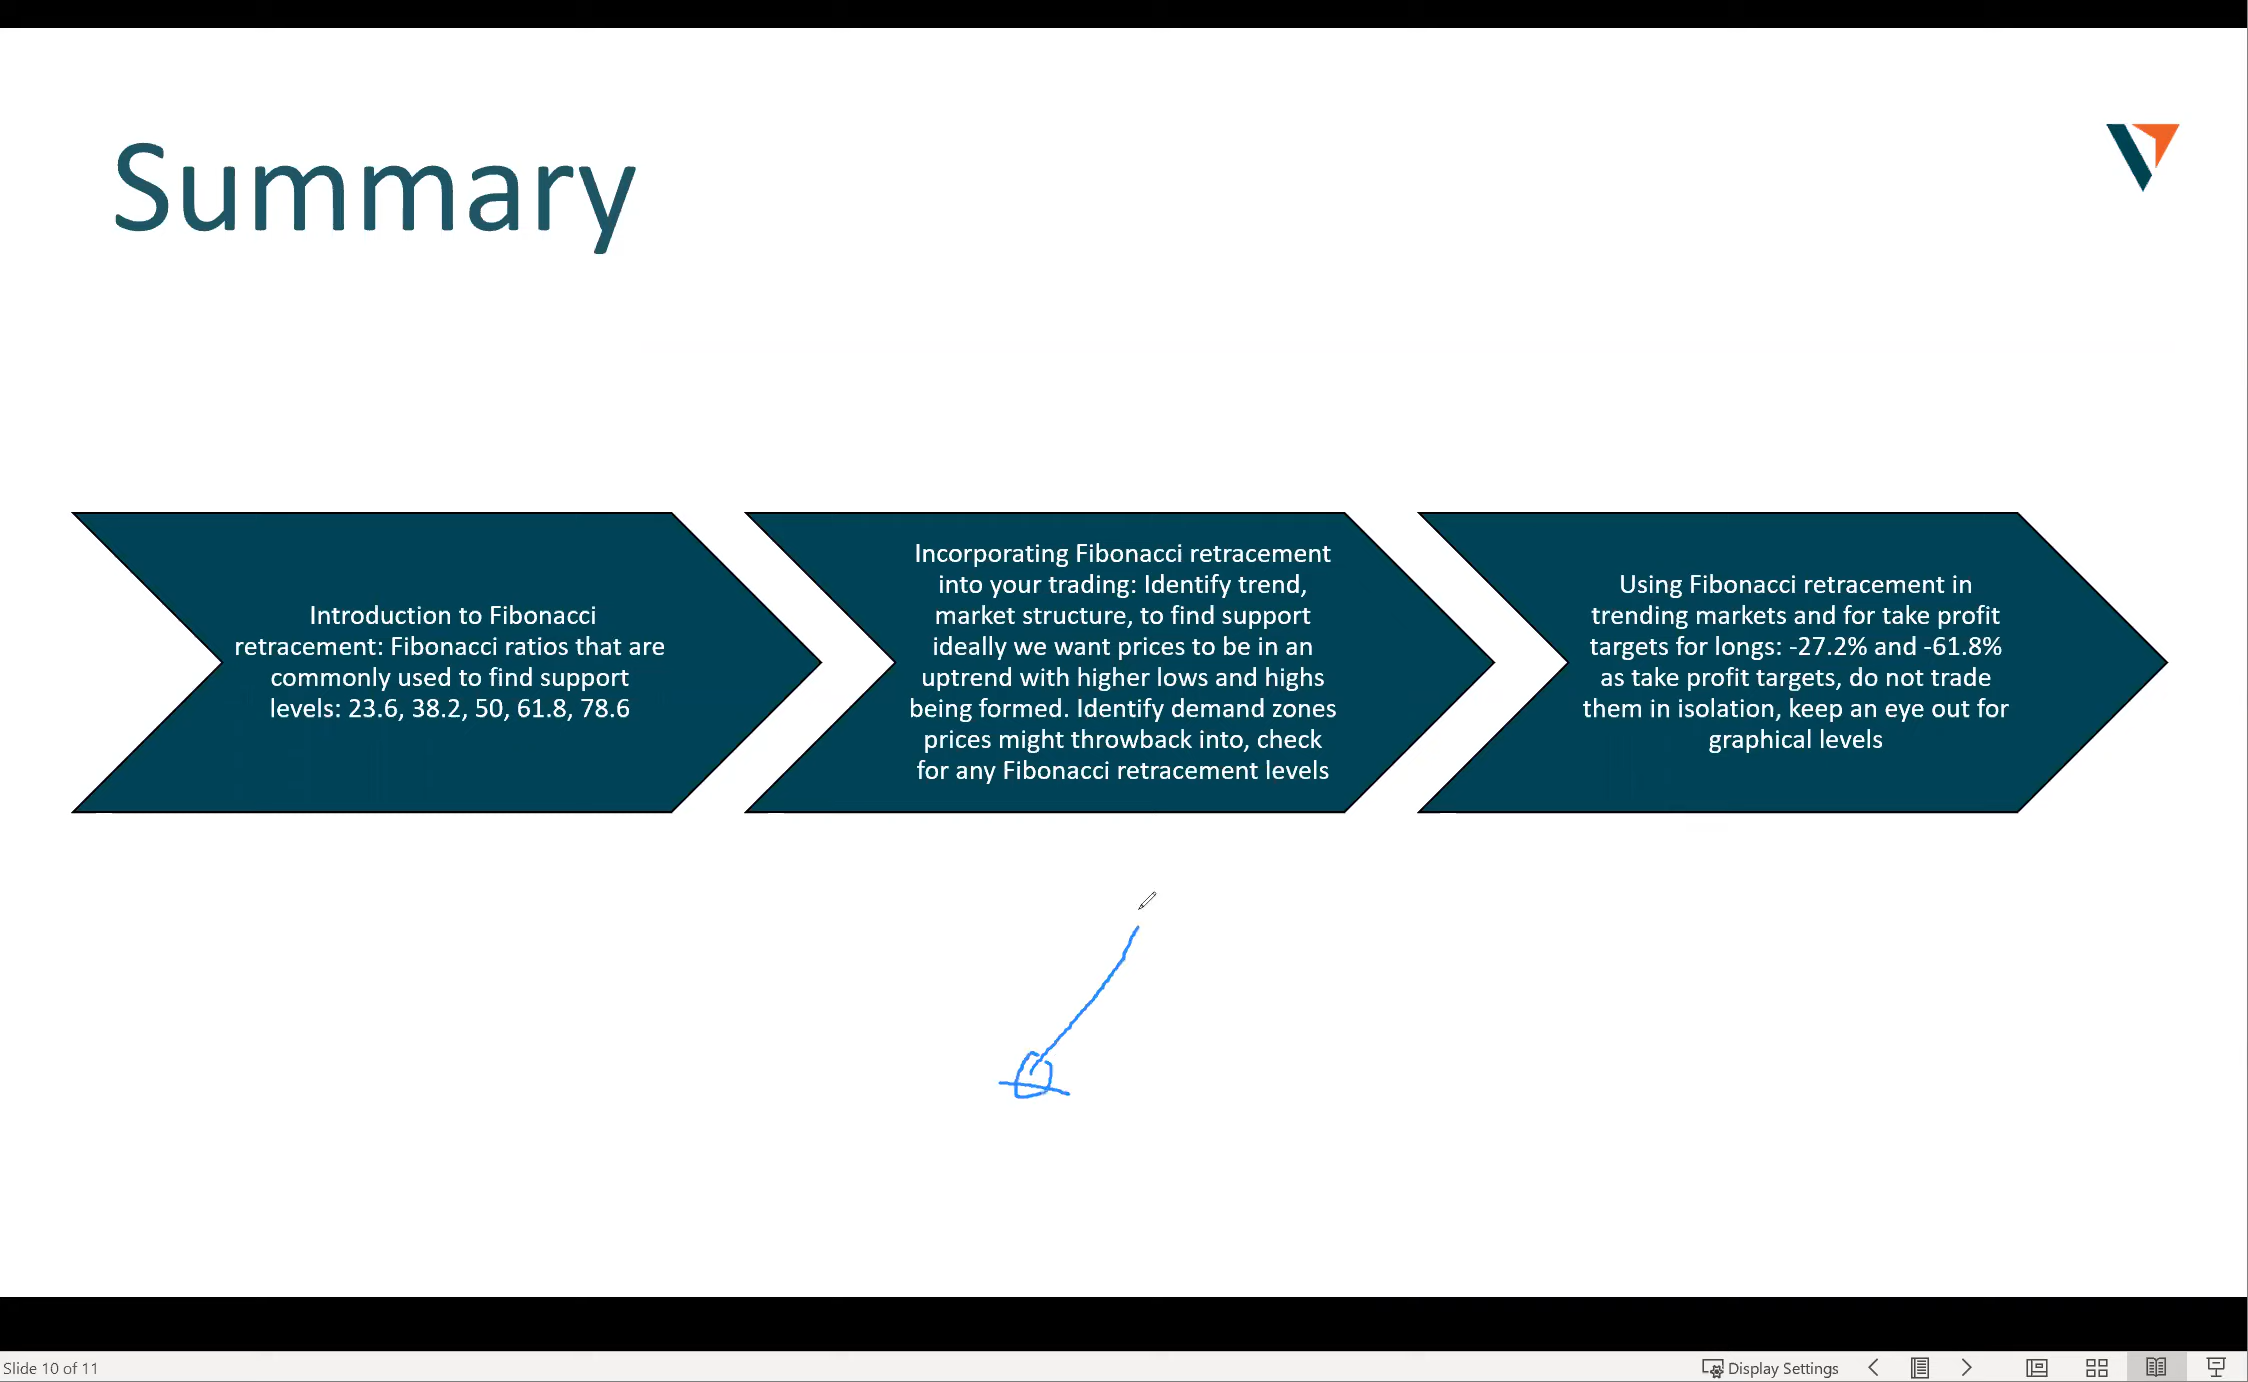 Summary
Introduction to Fibonacci
retracement: Fibonacci ratios that are
commonly used to find support
levels: 23.6, 38.2, 50, 61.8, 78.6
Incorporating Fibonacci retracement
into your trading: Identify trend,
market structure, to find support
ideally we want prices to be in an
uptrend with higher lows and highs
being formed. Identify demand zones
prices might throwback into, check
for any Fibonacci retracement levels
Using Fibonacci retracement in
trending markets and for take profit
targets for longs: -27.2% and -61.8%
as take profit targets, do not trade
them in isolation, keep an eye out for
graphical levels
Slide 10 of 11
Display Settings